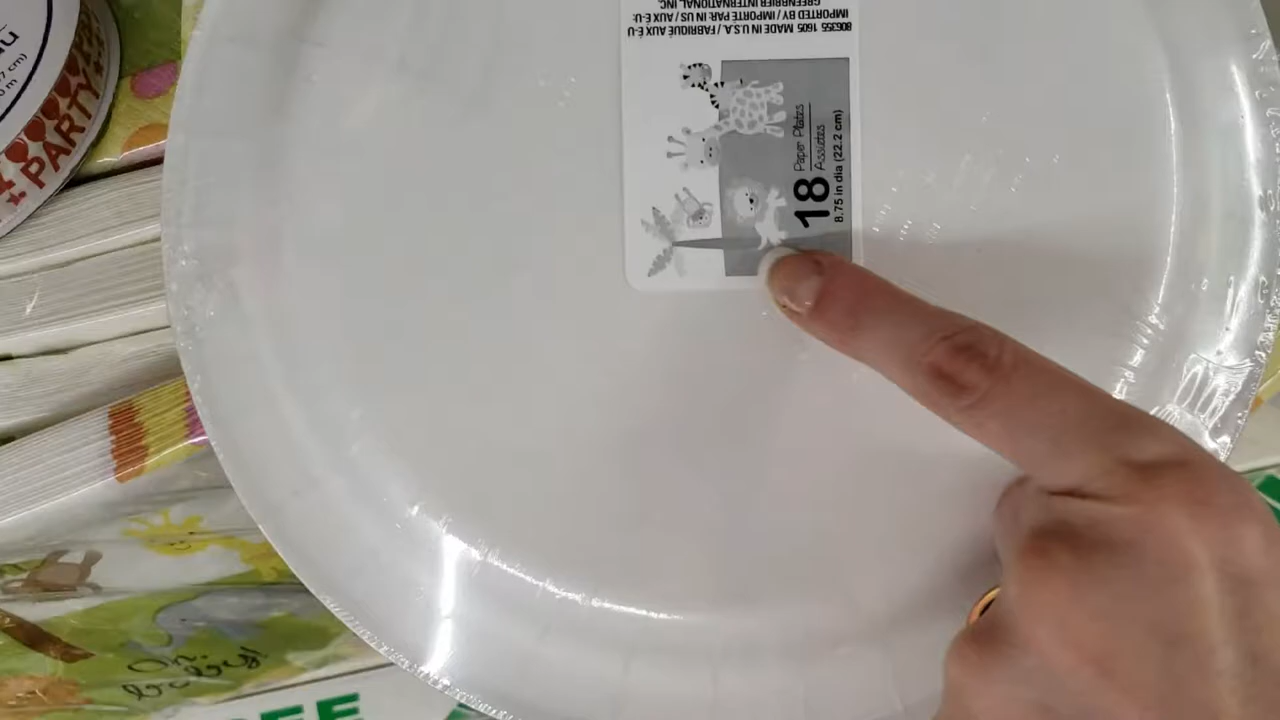 18 Paper Plates
Assiettes
8.75 in dia (22.2 cm)
806355 1605 MADE IN U.S.A. / FABRIQUÉ AUX É-U
IMPORTED BY / IMPORTÉ PAR: IN US / AUX É-U:
GREENBRIER INTERNATIONAL, INC.
PARTY
Oh,
baby!